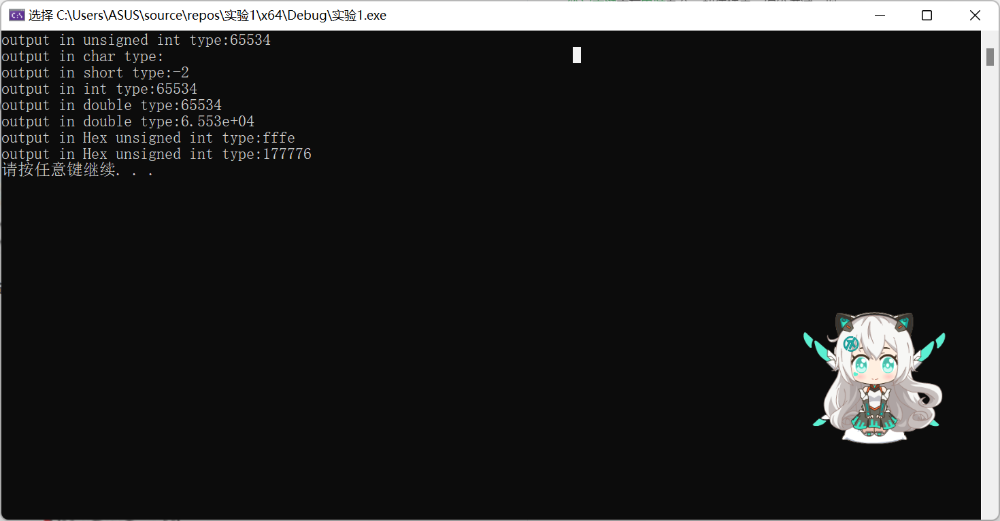 选择 C:\Users\ASUS\source\repos\实验1\x64\Debug\实验1.exe
output in unsigned int type:65534
output in char type:
output in short type:-2
output in int type:65534
output in double type:65534
output in double type:6.553e+04
output in Hex unsigned int type:fffe
output in Hex unsigned int type:177776
请按任意键继续. . .